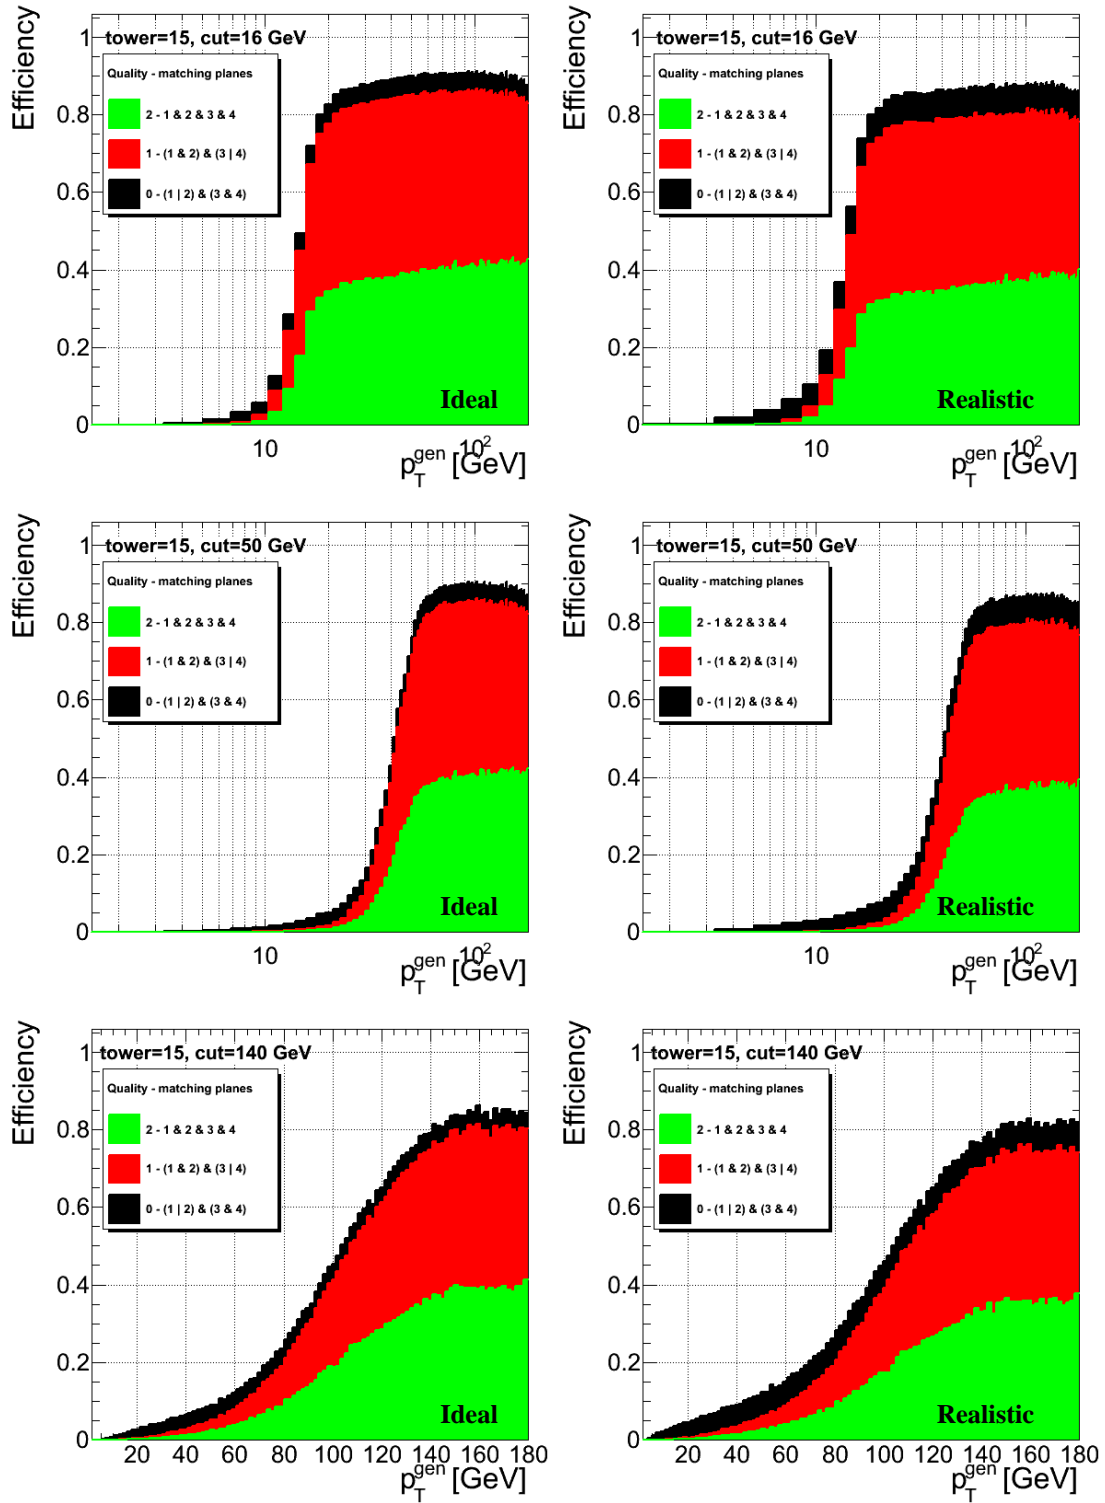 tower=15, cut=16 GeV
Efficiency
1
0.8
0.6
0.4
0.2
0
Quality - matching planes
2 - 1 & 2 & 3 & 4
1 - (1 & 2) & (3 | 4)
0 - (1 | 2) & (3 & 4)
Ideal
10
10²
p_T^gen [GeV]
tower=15, cut=16 GeV
Efficiency
1
0.8
0.6
0.4
0.2
0
Quality - matching planes
2 - 1 & 2 & 3 & 4
1 - (1 & 2) & (3 | 4)
0 - (1 | 2) & (3 & 4)
Realistic
10
10²
p_T^gen [GeV]
tower=15, cut=50 GeV
Efficiency
1
0.8
0.6
0.4
0.2
0
Quality - matching planes
2 - 1 & 2 & 3 & 4
1 - (1 & 2) & (3 | 4)
0 - (1 | 2) & (3 & 4)
Ideal
10
10²
p_T^gen [GeV]
tower=15, cut=50 GeV
Efficiency
1
0.8
0.6
0.4
0.2
0
Quality - matching planes
2 - 1 & 2 & 3 & 4
1 - (1 & 2) & (3 | 4)
0 - (1 | 2) & (3 & 4)
Realistic
10
10²
p_T^gen [GeV]
tower=15, cut=140 GeV
Efficiency
1
0.8
0.6
0.4
0.2
0
Quality - matching planes
2 - 1 & 2 & 3 & 4
1 - (1 & 2) & (3 | 4)
0 - (1 | 2) & (3 & 4)
Ideal
20 40 60 80 100 120 140 160 180
p_T^gen [GeV]
tower=15, cut=140 GeV
Efficiency
1
0.8
0.6
0.4
0.2
0
Quality - matching planes
2 - 1 & 2 & 3 & 4
1 - (1 & 2) & (3 | 4)
0 - (1 | 2) & (3 & 4)
Realistic
20 40 60 80 100 120 140 160 180
p_T^gen [GeV]